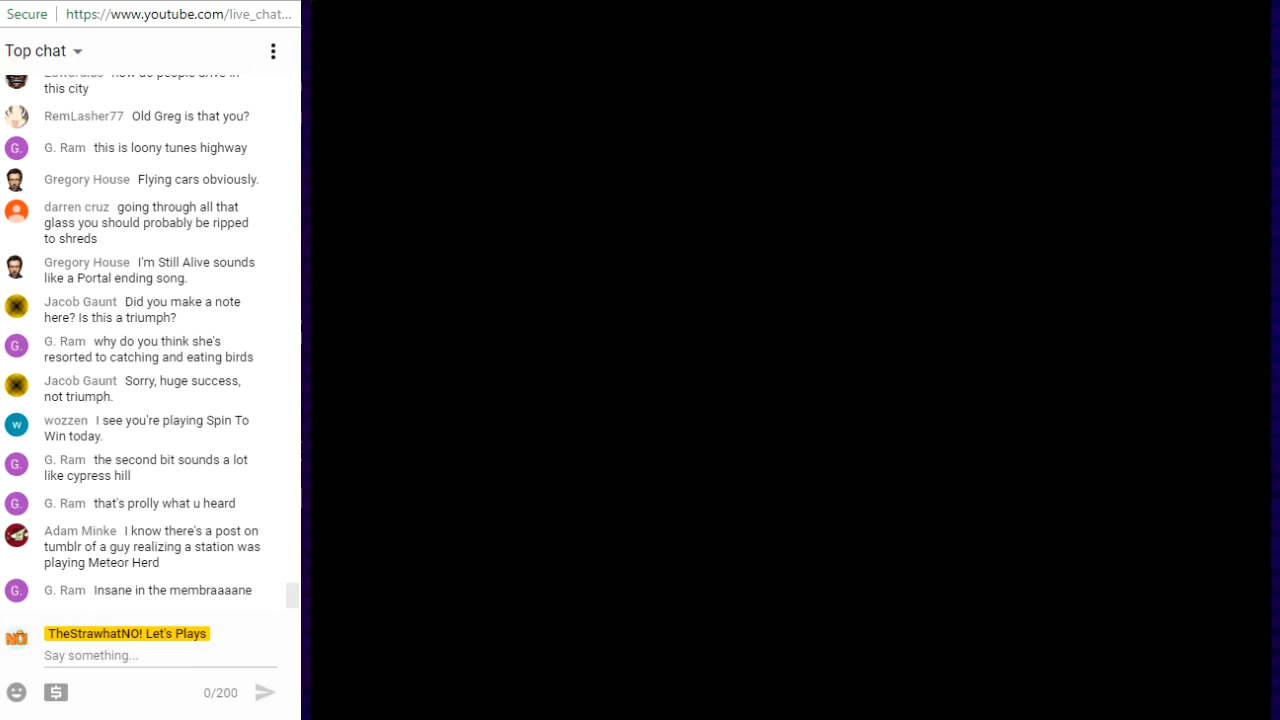 Secure https://www.youtube.com/live_chat...
Top chat
this city
RemLasher77 Old Greg is that you?
G. G. Ram this is loony tunes highway
Gregory House Flying cars obviously.
darren cruz going through all that
glass you should probably be ripped
to shreds
Gregory House I'm Still Alive sounds
like a Portal ending song.
Jacob Gaunt Did you make a note
here? Is this a triumph?
G. G. Ram why do you think she's
resorted to catching and eating birds
Jacob Gaunt Sorry, huge success,
not triumph.
w wozzen I see you're playing Spin To
Win today.
G. G. Ram the second bit sounds a lot
like cypress hill
G. G. Ram that's prolly what u heard
Adam Minke I know there's a post on
tumblr of a guy realizing a station was
playing Meteor Herd
G. G. Ram Insane in the membraaaane
NO TheStrawhatNO! Let's Plays
Say something...
0/200